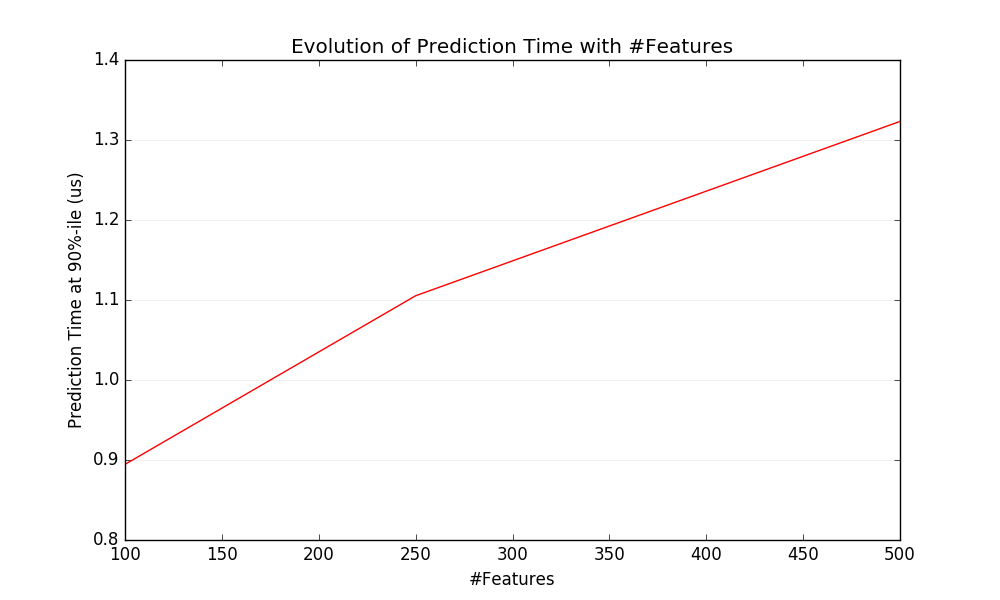 Evolution of Prediction Time with #Features
1.4
1.3
1.2
1.1
1.0
0.9
0.8
Prediction Time at 90%-ile (us)
100 150 200 250 300 350 400 450 500
#Features